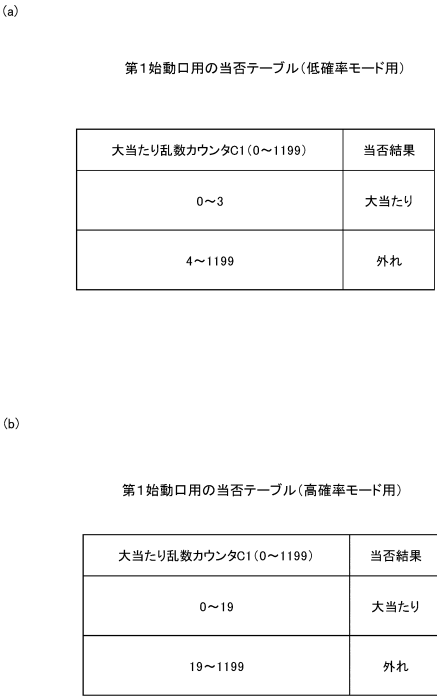 (a)
第1始動口用の当否テーブル(低確率モード用)
大当たり乱数カウンタC1(0～1199) 当否結果
0～3 大当たり
4～1199 外れ
(b)
第1始動口用の当否テーブル(高確率モード用)
大当たり乱数カウンタC1(0～1199) 当否結果
0～19 大当たり
19～1199 外れ